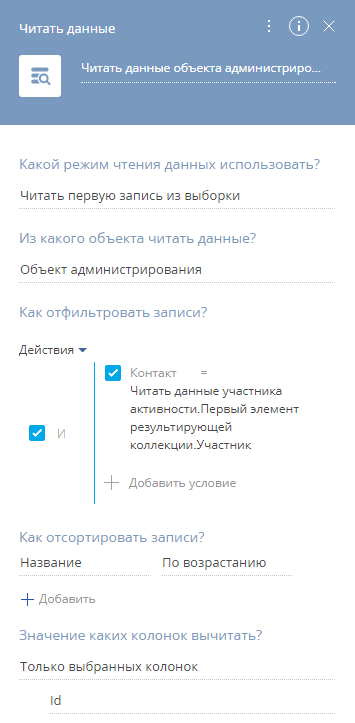 Читать данные
Читать данные объекта администриро...
Какой режим чтения данных использовать?
Читать первую запись из выборки
Из какого объекта читать данные?
Объект администрирования
Как отфильтровать записи?
Действия
И
Контакт =
Читать данные участника
активности.Первый элемент
результирующей
коллекции.Участник
Добавить условие
Как отсортировать записи?
Название По возрастанию
Добавить
Значение каких колонок вычитать?
Только выбранных колонок
Id